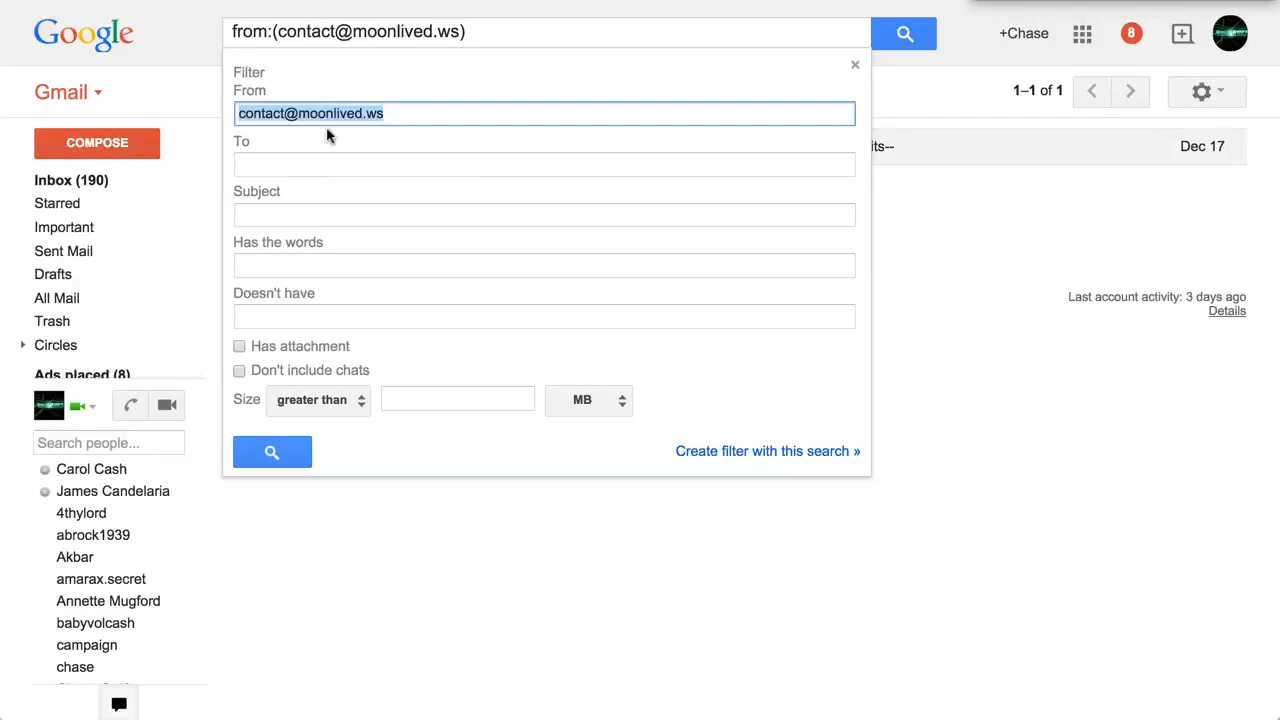 Google
from:(contact@moonlived.ws)
+Chase
8
Filter
From
contact@moonlived.ws
To
Subject
Has the words
Doesn't have
Has attachment
Don't include chats
Size greater than MB
Create filter with this search »
Gmail
1–1 of 1
COMPOSE
its--
Dec 17
Inbox (190)
Starred
Important
Sent Mail
Drafts
All Mail
Trash
Circles
Ads placed (8)
Last account activity: 3 days ago
Details
Search people...
Carol Cash
James Candelaria
4thylord
abrock1939
Akbar
amarax.secret
Annette Mugford
babyvolcash
campaign
chase